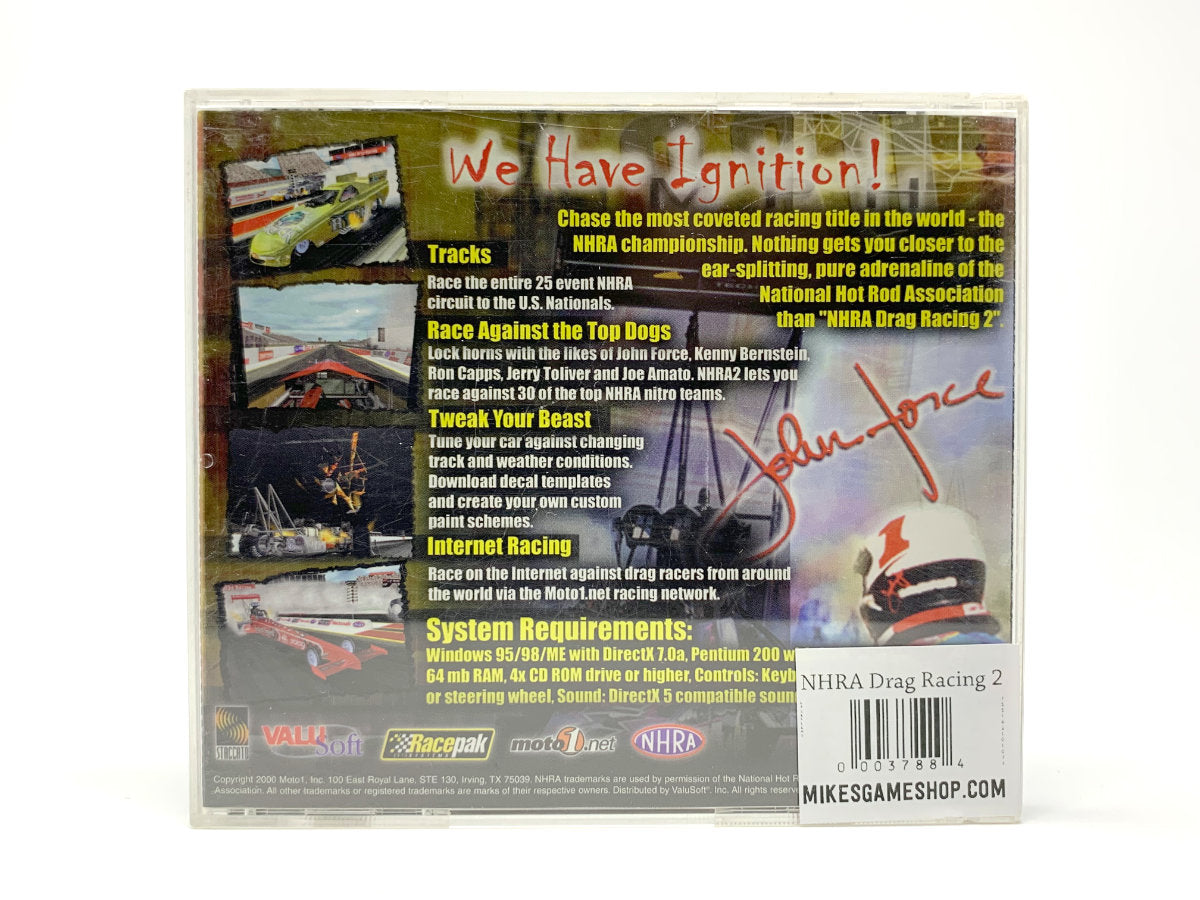 We Have Ignition!
Chase the most coveted racing title in the world - the
NHRA championship. Nothing gets you closer to the
ear-splitting, pure adrenaline of the
National Hot Rod Association
than "NHRA Drag Racing 2".
Tracks
Race the entire 25 event NHRA
circuit to the U.S. Nationals.
Race Against the Top Dogs
Lock horns with the likes of John Force, Kenny Bernstein,
Ron Capps, Jerry Toliver and Joe Amato. NHRA2 lets you
race against 30 of the top NHRA nitro teams.
John Force
Tweak Your Beast
Tune your car against changing
track and weather conditions.
Download decal templates
and create your own custom
paint schemes.
Internet Racing
Race on the Internet against drag racers from around
the world via the Moto1.net racing network.
System Requirements:
Windows 95/98/ME with DirectX 7.0a, Pentium 200 w
64 mb RAM, 4x CD ROM drive or higher, Controls: Keyb
or steering wheel, Sound: DirectX 5 compatible soun
STACCATO
VALUSoft
Racepak
SYSTEMS
moto1.net
NHRA
Copyright 2000 Moto1, Inc. 100 East Royal Lane, STE 130, Irving, TX 75039. NHRA trademarks are used by permission of the National Hot R
Association. All other trademarks or registered trademarks are marks of their respective owners. Distributed by ValuSoft, Inc. All rights reserve
NHRA Drag Racing 2
0 003788 4
MIKESGAMESHOP.COM